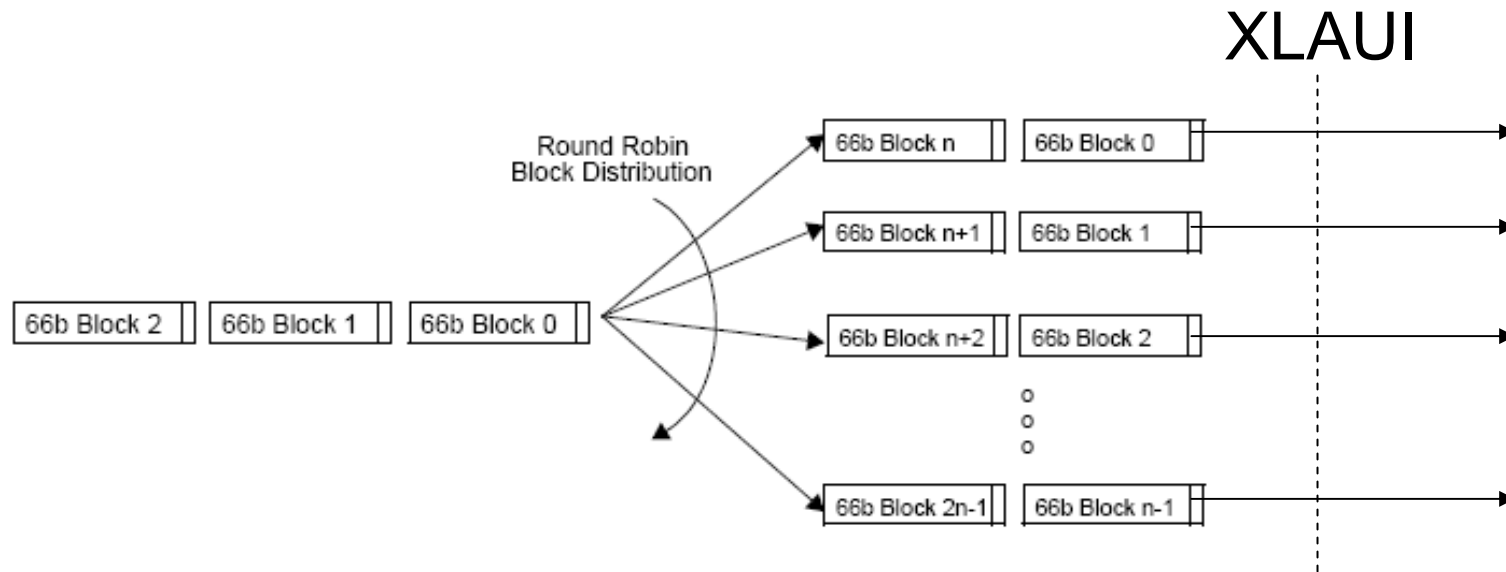 XLAUI
Round Robin
Block Distribution
66b Block n
66b Block 0
66b Block n+1
66b Block 1
66b Block 2
66b Block 1
66b Block 0
66b Block n+2
66b Block 2
66b Block 2n-1
66b Block n-1